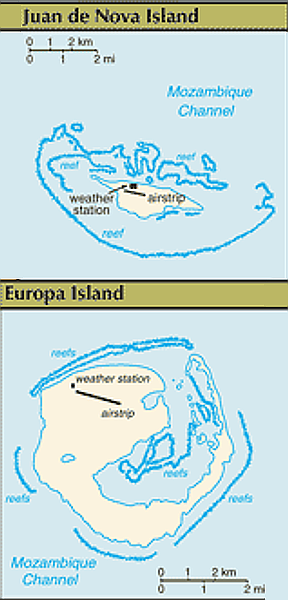 Juan de Nova Island
0 1 2 km
0 1 2 mi
Mozambique
Channel
reef
reef
weather
station
airstrip
reef
Europa Island
reefs
weather station
airstrip
reefs
reefs
reefs
Mozambique
Channel
0 1 2 km
0 1 2 mi